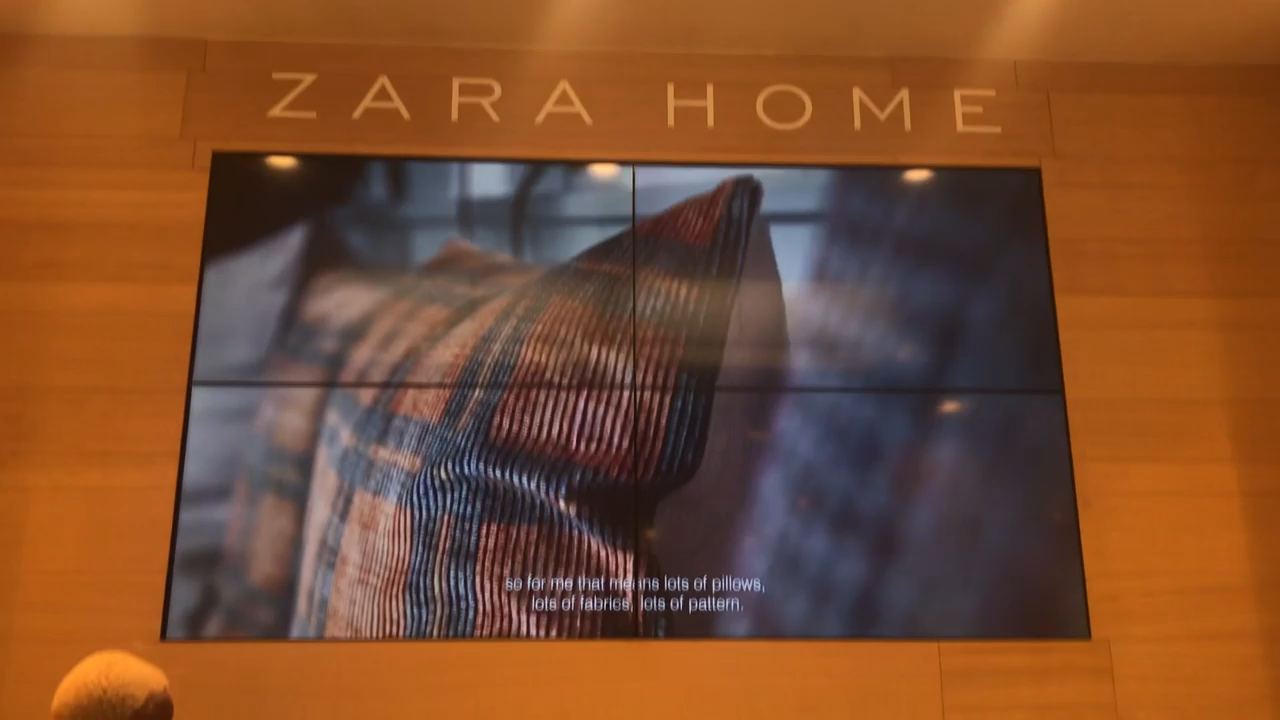 ZARA HOME
so for me that means lots of pillows,
lots of fabrics, lots of pattern.